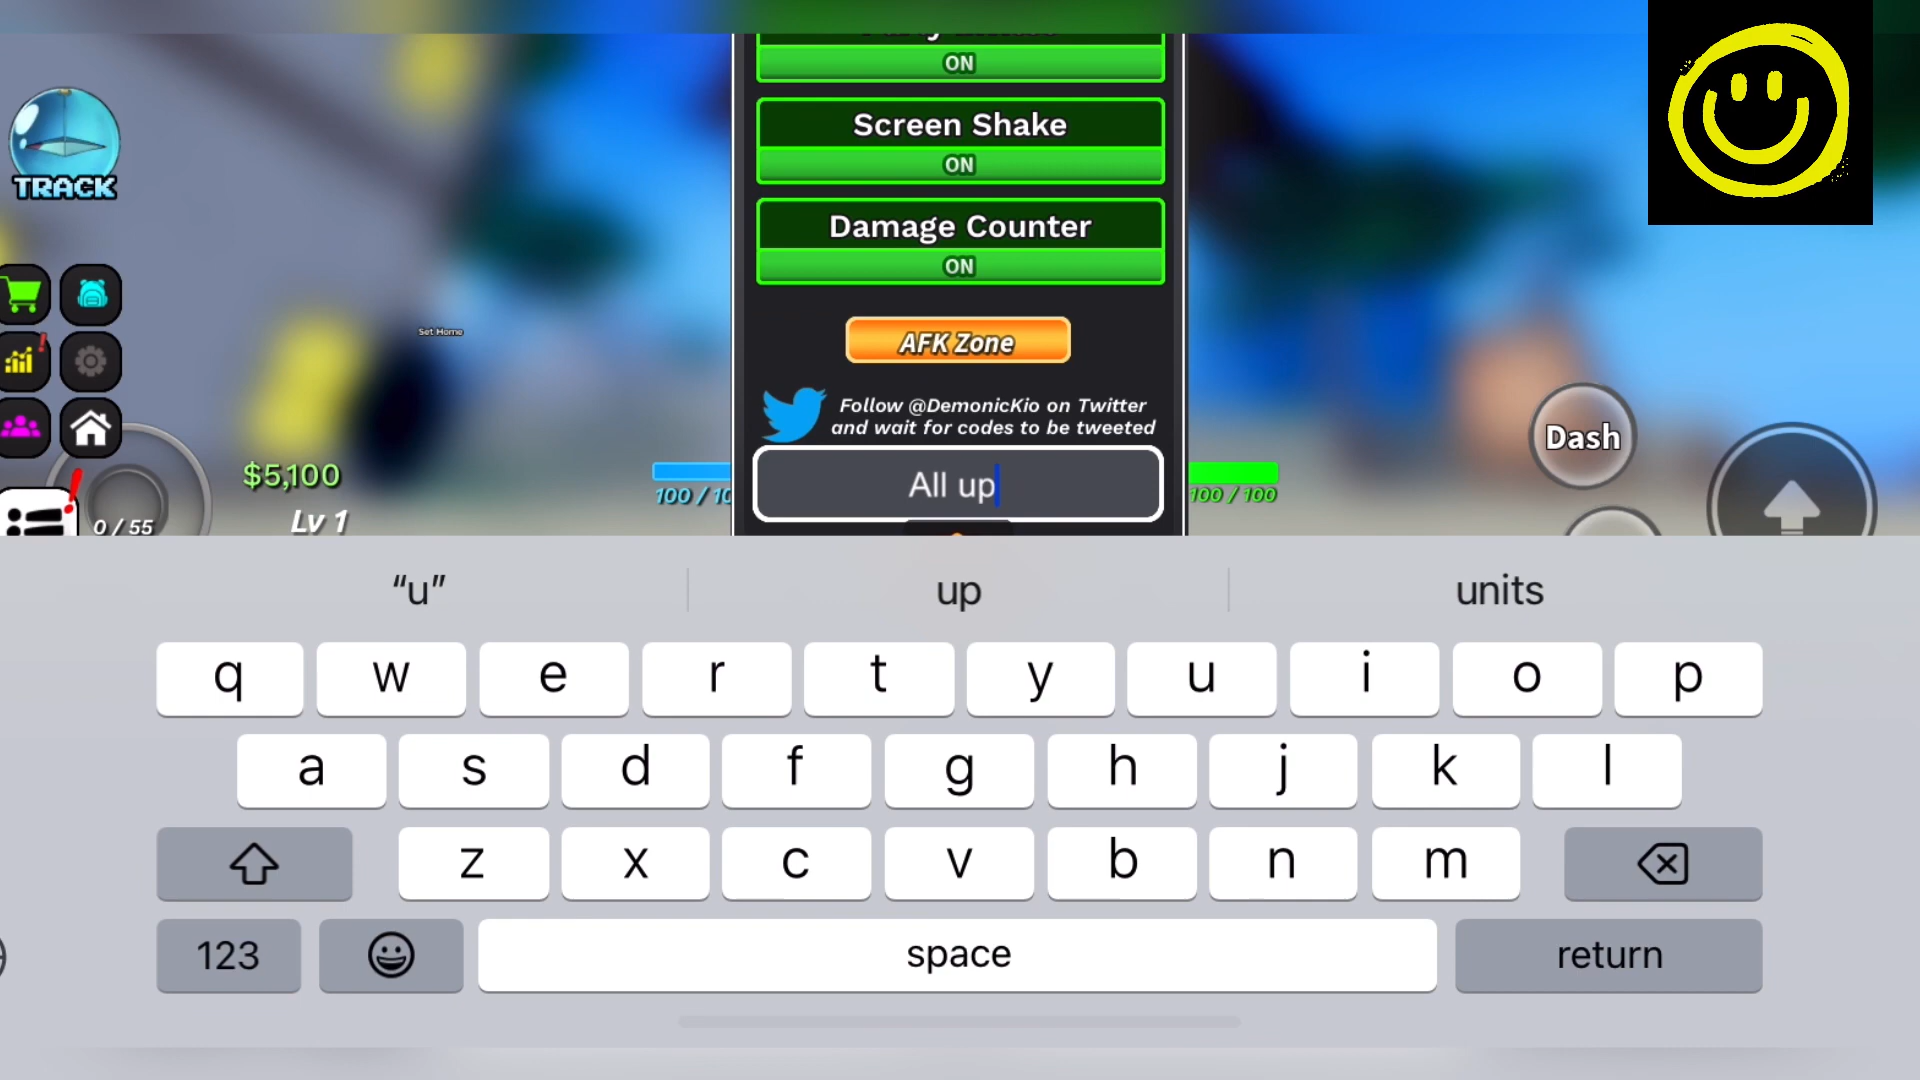 ON
Screen Shake
ON
Damage Counter
ON
AFK Zone
Follow @DemonicKio on Twitter
and wait for codes to be tweeted
All up
TRACK
Set Home
$5,100
Lv 1
0 / 55
100 / 10
100 / 100
Dash
“u”
up
units
q w e r t y u i o p
a s d f g h j k l
z x c v b n m
123
space
return